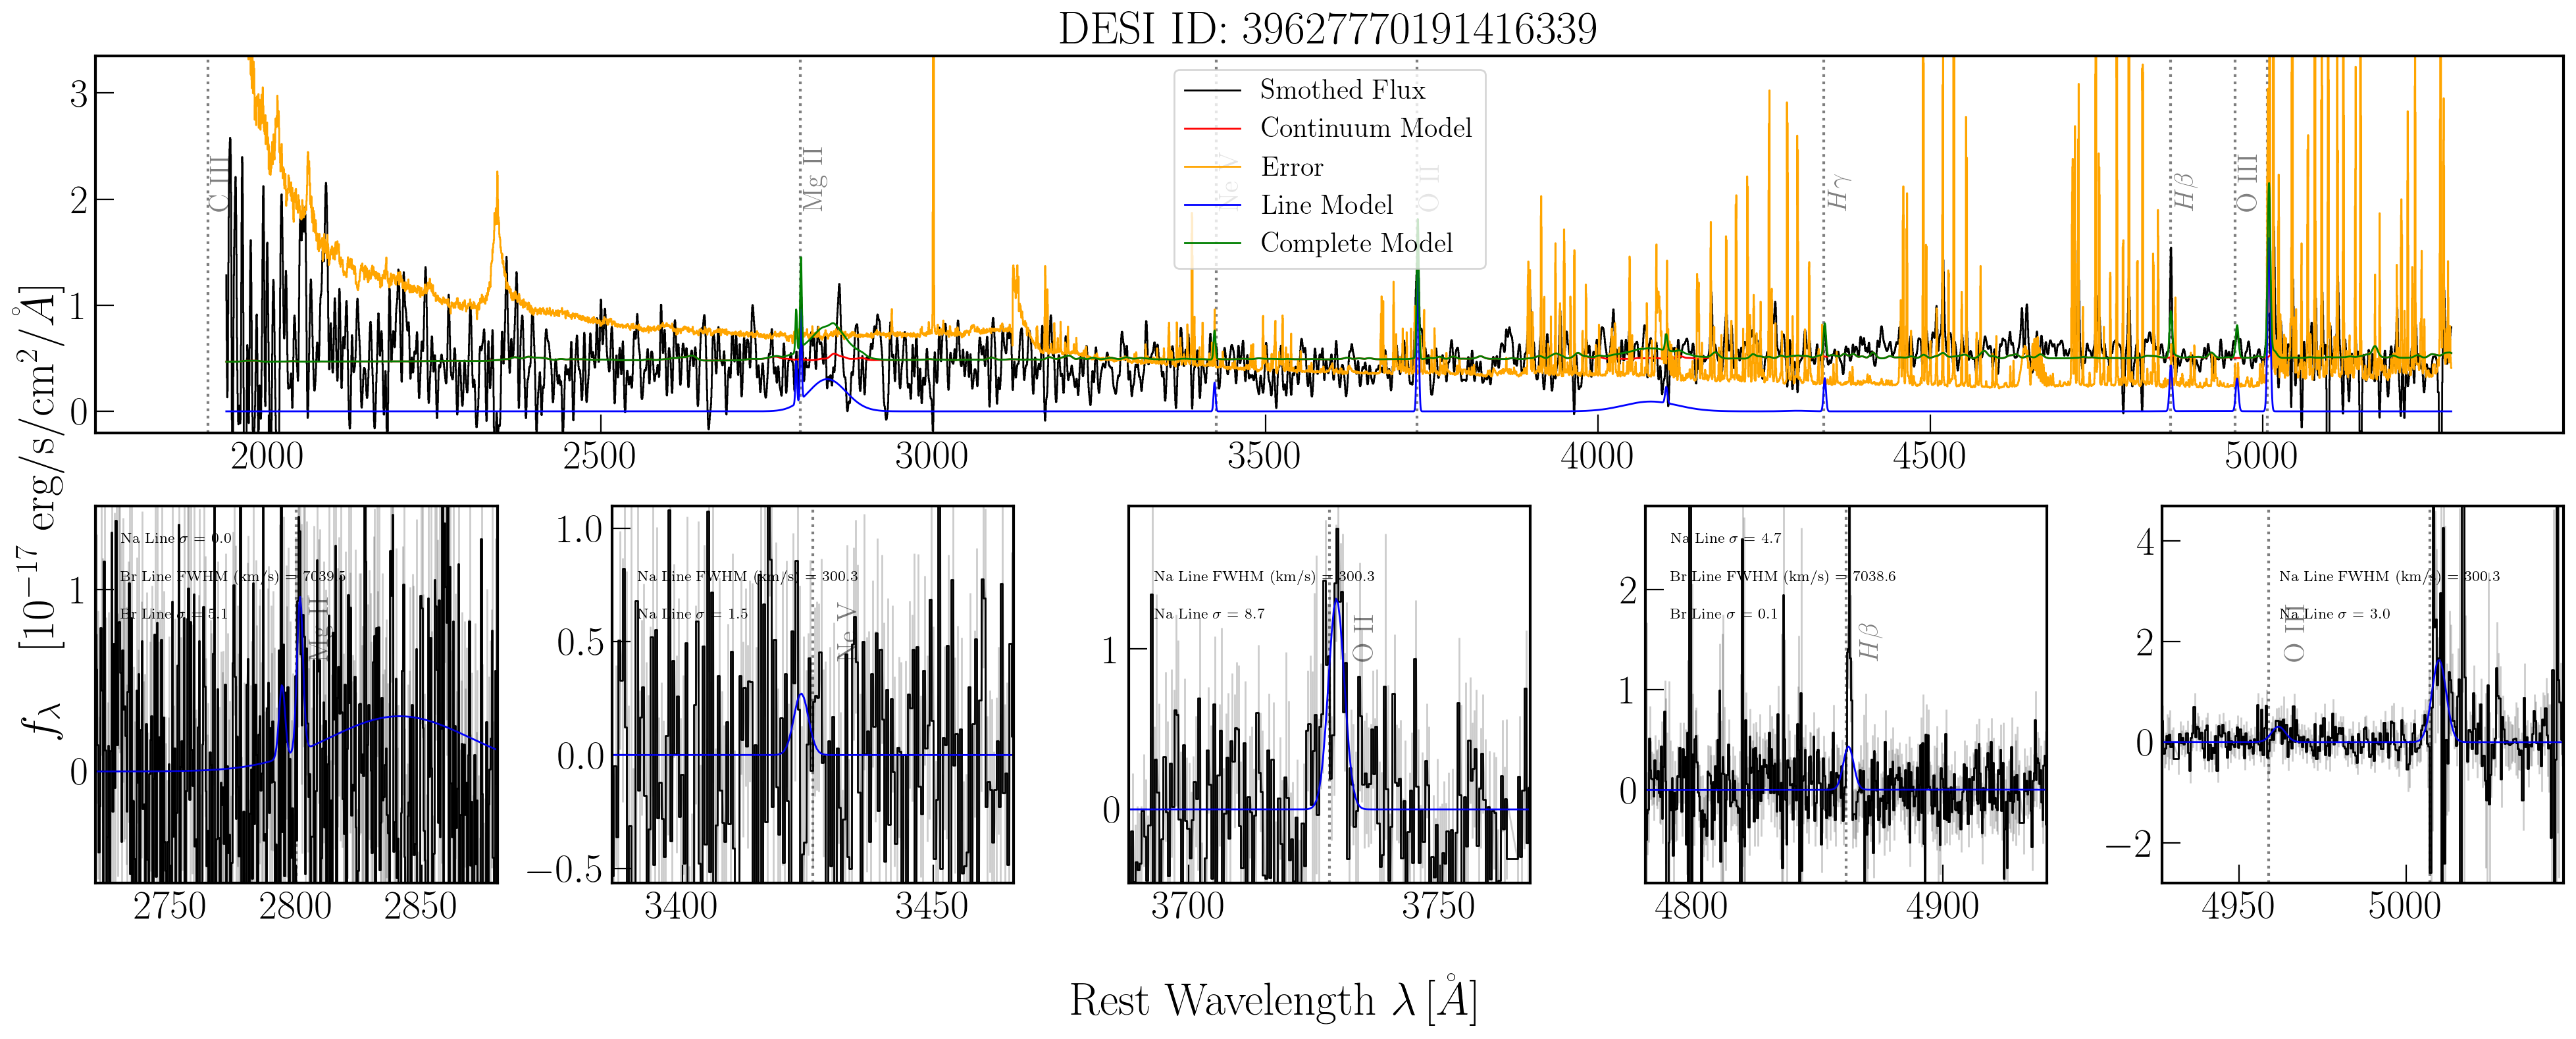 DESI ID: 39627770191416339
3
2
1
0
C III
Mg II
Ne V
O II
Hγ
Hβ
O III
Smothed Flux
Continuum Model
Error
Line Model
Complete Model
2000 2500 3000 3500 4000 4500 5000
f_λ [10^−17 erg/s/cm²/Å]
1
0
Na Line σ = 0.0
Br Line FWHM (km/s) = 7039.5
Br Line σ = 5.1
Mg II
2750 2800 2850
1.0
0.5
0.0
−0.5
Na Line FWHM (km/s) = 300.3
Na Line σ = 1.5
Ne V
3400 3450
1
0
Na Line FWHM (km/s) = 300.3
Na Line σ = 8.7
O II
3700 3750
2
1
0
Na Line σ = 4.7
Br Line FWHM (km/s) = 7038.6
Br Line σ = 0.1
Hβ
4800 4900
4
2
0
−2
Na Line FWHM (km/s) = 300.3
Na Line σ = 3.0
O III
4950 5000
Rest Wavelength λ [Å]